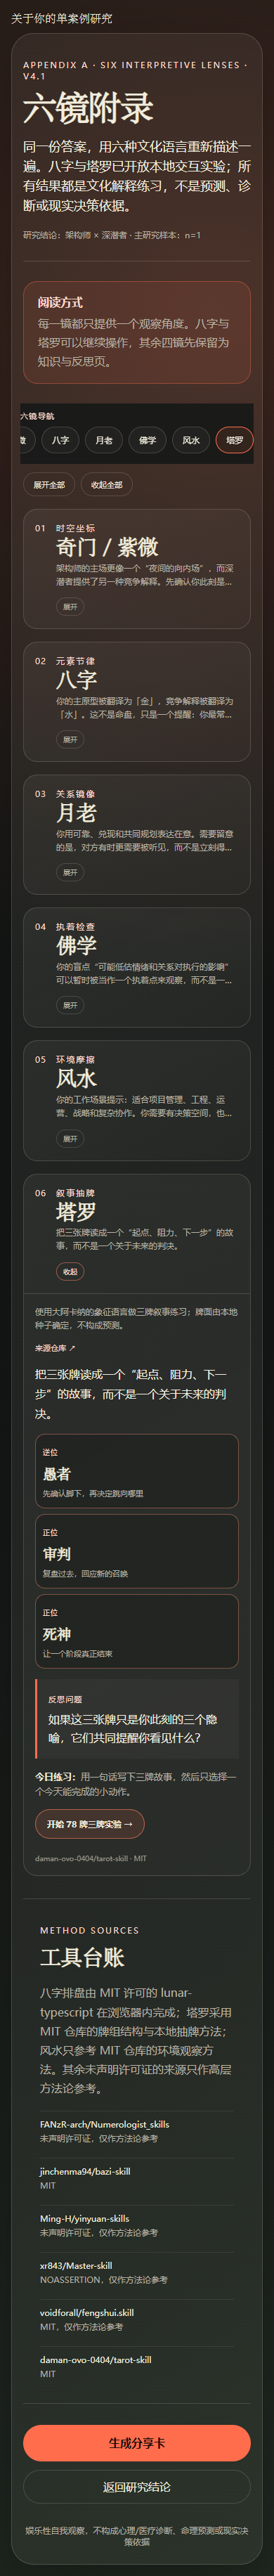 关于你的单案例研究
APPENDIX A · SIX INTERPRETIVE LENSES ·
V4.1
六镜附录
同一份答案，用六种文化语言重新描述一
遍。八字与塔罗已开放本地交互实验；所
有结果都是文化解释练习，不是预测、诊
断或现实决策依据。
研究结论：架构师 × 深潜者 · 主研究样本：n=1
阅读方式
每一镜都只提供一个观察角度。八字与
塔罗可以继续操作，其余四镜先保留为
知识与反思页。
六镜导航
微
八字
月老
佛学
风水
塔罗
展开全部
收起全部
01 时空坐标
奇门 / 紫微
架构师的主场更像一个“夜间的向内场”，而深
潜者提供了另一种竞争解释。先确认你此刻是...
展开
02 元素节律
八字
你的主原型被翻译为「金」，竞争解释被翻译为
「水」。这不是命盘，只是一个提醒：你最常...
展开
03 关系镜像
月老
你用可靠、兑现和共同规划表达在意。需要留意
的是，对方有时更需要被听见，而不是立刻得...
展开
04 执着检查
佛学
你的盲点“可能低估情绪和关系对执行的影响”
可以暂时被当作一个执着点来观察，而不是一...
展开
05 环境摩擦
风水
你的工作场景提示：适合项目管理、工程、运
营、战略和复杂协作。你需要有决策空间，也...
展开
06 叙事抽牌
塔罗
把三张牌读成一个“起点、阻力、下一步”的故
事，而不是一个关于未来的判决。
收起
使用大阿卡纳的象征语言做三牌叙事练习；牌面由本地
种子确定，不构成预测。
来源仓库 ↗
把三张牌读成一个“起点、阻力、下一
步”的故事，而不是一个关于未来的判
决。
逆位
愚者
先确认脚下，再决定跳向哪里
正位
审判
复盘过去，回应新的召唤
正位
死神
让一个阶段真正结束
反思问题
如果这三张牌只是你此刻的三个隐
喻，它们共同提醒你看见什么？
今日练习：用一句话写下三牌故事，然后只选择一
个今天能完成的小动作。
开始 78 牌三牌实验 →
daman-ovo-0404/tarot-skill · MIT
METHOD SOURCES
工具台账
八字排盘由 MIT 许可的 lunar-
typescript 在浏览器内完成；塔罗采用
MIT 仓库的牌组结构与本地抽牌方法；
风水只参考 MIT 仓库的环境观察方
法。其余未声明许可证的来源只作高层
方法论参考。
FANzR-arch/Numerologist_skills
未声明许可证，仅作方法论参考
jinchenma94/bazi-skill
MIT
Ming-H/yinyuan-skills
未声明许可证，仅作方法论参考
xr843/Master-skill
NOASSERTION，仅作方法论参考
voidforall/fengshui.skill
MIT，仅作方法论参考
daman-ovo-0404/tarot-skill
MIT
生成分享卡
返回研究结论
娱乐性自我观察，不构成心理/医疗诊断、命理预测或现实决
策依据